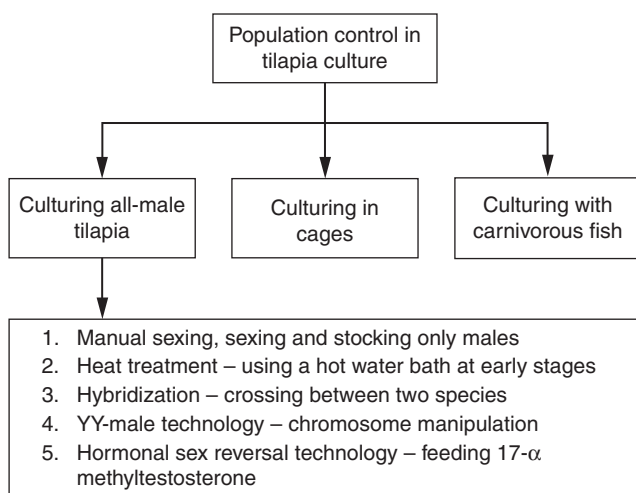 Population control in
tilapia culture
Culturing all-male
tilapia
Culturing in
cages
Culturing with
carnivorous fish
1. Manual sexing, sexing and stocking only males
2. Heat treatment – using a hot water bath at early stages
3. Hybridization – crossing between two species
4. YY-male technology – chromosome manipulation
5. Hormonal sex reversal technology – feeding 17-α
methyltestosterone